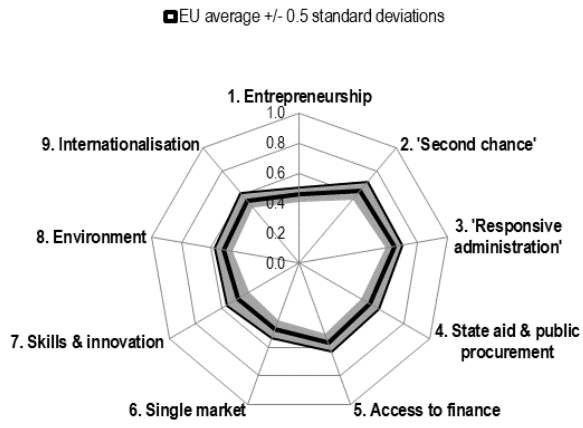 EU average +/- 0.5 standard deviations
1. Entrepreneurship
1.0
9. Internationalisation
0.8
2. 'Second chance'
0.6
0.4
8. Environment
0.2
3. 'Responsive
administration'
0.0
7. Skills & innovation
4. State aid & public
procurement
6. Single market
5. Access to finance